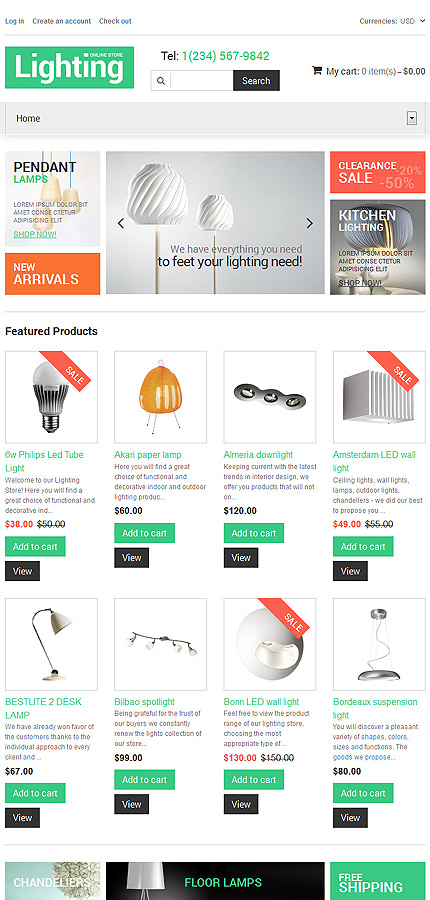 Log in Create an account Check out
Currencies: USD
ONLINE STORE
Lighting
Tel: 1(234) 567-9842
Search
My cart: 0 item(s) – $0.00
Home
PENDANT
LAMPS
LOREM IPSUM DOLOR SIT
AMET CONSE CTETUR
ADIPISICING ELIT
SHOP NOW!
NEW
ARRIVALS
We have everything you need
to feet your lighting need!
CLEARANCE
SALE
-20%
-50%
KITCHEN
LIGHTING
LOREM IPSUM DOLOR SIT
AMET CONSE CTETUR
ADIPISICING ELIT
SHOP NOW!
Featured Products
SALE
6w Philips Led Tube
Light
Welcome to our Lighting
Store! Here you will find a
great choice of functional and
decorative ind...
$38.00 $50.00
Add to cart
View
Akari paper lamp
Here you will find a great
choice of functional and
decorative indoor and outdoor
lighting produc...
$60.00
Add to cart
View
Almeria downlight
Keeping current with the latest
trends in interior design, we
offer you products that will not
on...
$120.00
Add to cart
View
SALE
Amsterdam LED wall
light
Ceiling lights, wall lights,
lamps, outdoor lights,
chandeliers - we did our best
to propose you ...
$49.00 $55.00
Add to cart
View
BESTLITE 2 DESK
LAMP
We have already won favor of
the customers thanks to the
individual approach to every
client and ...
$67.00
Add to cart
View
Bilbao spotlight
Being grateful for the trust of
our buyers we constantly
renew the lights collection of
our store...
$99.00
Add to cart
View
SALE
Bonn LED wall light
Feel free to view the product
range of our lighting store,
choosing the most
appropriate type of ...
$130.00 $150.00
Add to cart
View
Bordeaux suspension
light
You will discover a pleasant
variety of shapes, colors,
sizes and functions. The
goods we propose...
$80.00
Add to cart
View
CHANDELIERS
FLOOR LAMPS
FREE
SHIPPING